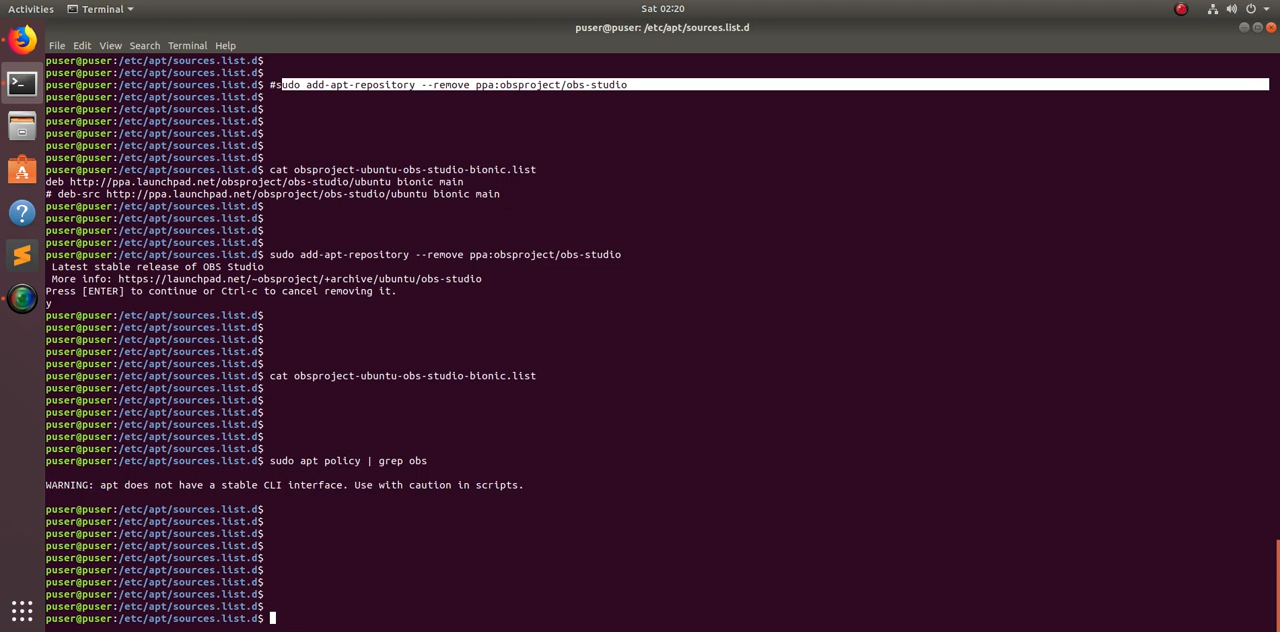 Activities Terminal Sat 02:20
puser@puser: /etc/apt/sources.list.d
File Edit View Search Terminal Help
puser@puser:/etc/apt/sources.list.d$
puser@puser:/etc/apt/sources.list.d$
puser@puser:/etc/apt/sources.list.d$ #sudo add-apt-repository --remove ppa:obsproject/obs-studio
puser@puser:/etc/apt/sources.list.d$
puser@puser:/etc/apt/sources.list.d$
puser@puser:/etc/apt/sources.list.d$
puser@puser:/etc/apt/sources.list.d$
puser@puser:/etc/apt/sources.list.d$
puser@puser:/etc/apt/sources.list.d$
puser@puser:/etc/apt/sources.list.d$ cat obsproject-ubuntu-obs-studio-bionic.list
deb http://ppa.launchpad.net/obsproject/obs-studio/ubuntu bionic main
# deb-src http://ppa.launchpad.net/obsproject/obs-studio/ubuntu bionic main
puser@puser:/etc/apt/sources.list.d$
puser@puser:/etc/apt/sources.list.d$
puser@puser:/etc/apt/sources.list.d$
puser@puser:/etc/apt/sources.list.d$
puser@puser:/etc/apt/sources.list.d$ sudo add-apt-repository --remove ppa:obsproject/obs-studio
Latest stable release of OBS Studio
More info: https://launchpad.net/~obsproject/+archive/ubuntu/obs-studio
Press [ENTER] to continue or Ctrl-c to cancel removing it.
y
puser@puser:/etc/apt/sources.list.d$
puser@puser:/etc/apt/sources.list.d$
puser@puser:/etc/apt/sources.list.d$
puser@puser:/etc/apt/sources.list.d$
puser@puser:/etc/apt/sources.list.d$
puser@puser:/etc/apt/sources.list.d$ cat obsproject-ubuntu-obs-studio-bionic.list
puser@puser:/etc/apt/sources.list.d$
puser@puser:/etc/apt/sources.list.d$
puser@puser:/etc/apt/sources.list.d$
puser@puser:/etc/apt/sources.list.d$
puser@puser:/etc/apt/sources.list.d$
puser@puser:/etc/apt/sources.list.d$
puser@puser:/etc/apt/sources.list.d$ sudo apt policy | grep obs
WARNING: apt does not have a stable CLI interface. Use with caution in scripts.
puser@puser:/etc/apt/sources.list.d$
puser@puser:/etc/apt/sources.list.d$
puser@puser:/etc/apt/sources.list.d$
puser@puser:/etc/apt/sources.list.d$
puser@puser:/etc/apt/sources.list.d$
puser@puser:/etc/apt/sources.list.d$
puser@puser:/etc/apt/sources.list.d$
puser@puser:/etc/apt/sources.list.d$
puser@puser:/etc/apt/sources.list.d$
puser@puser:/etc/apt/sources.list.d$